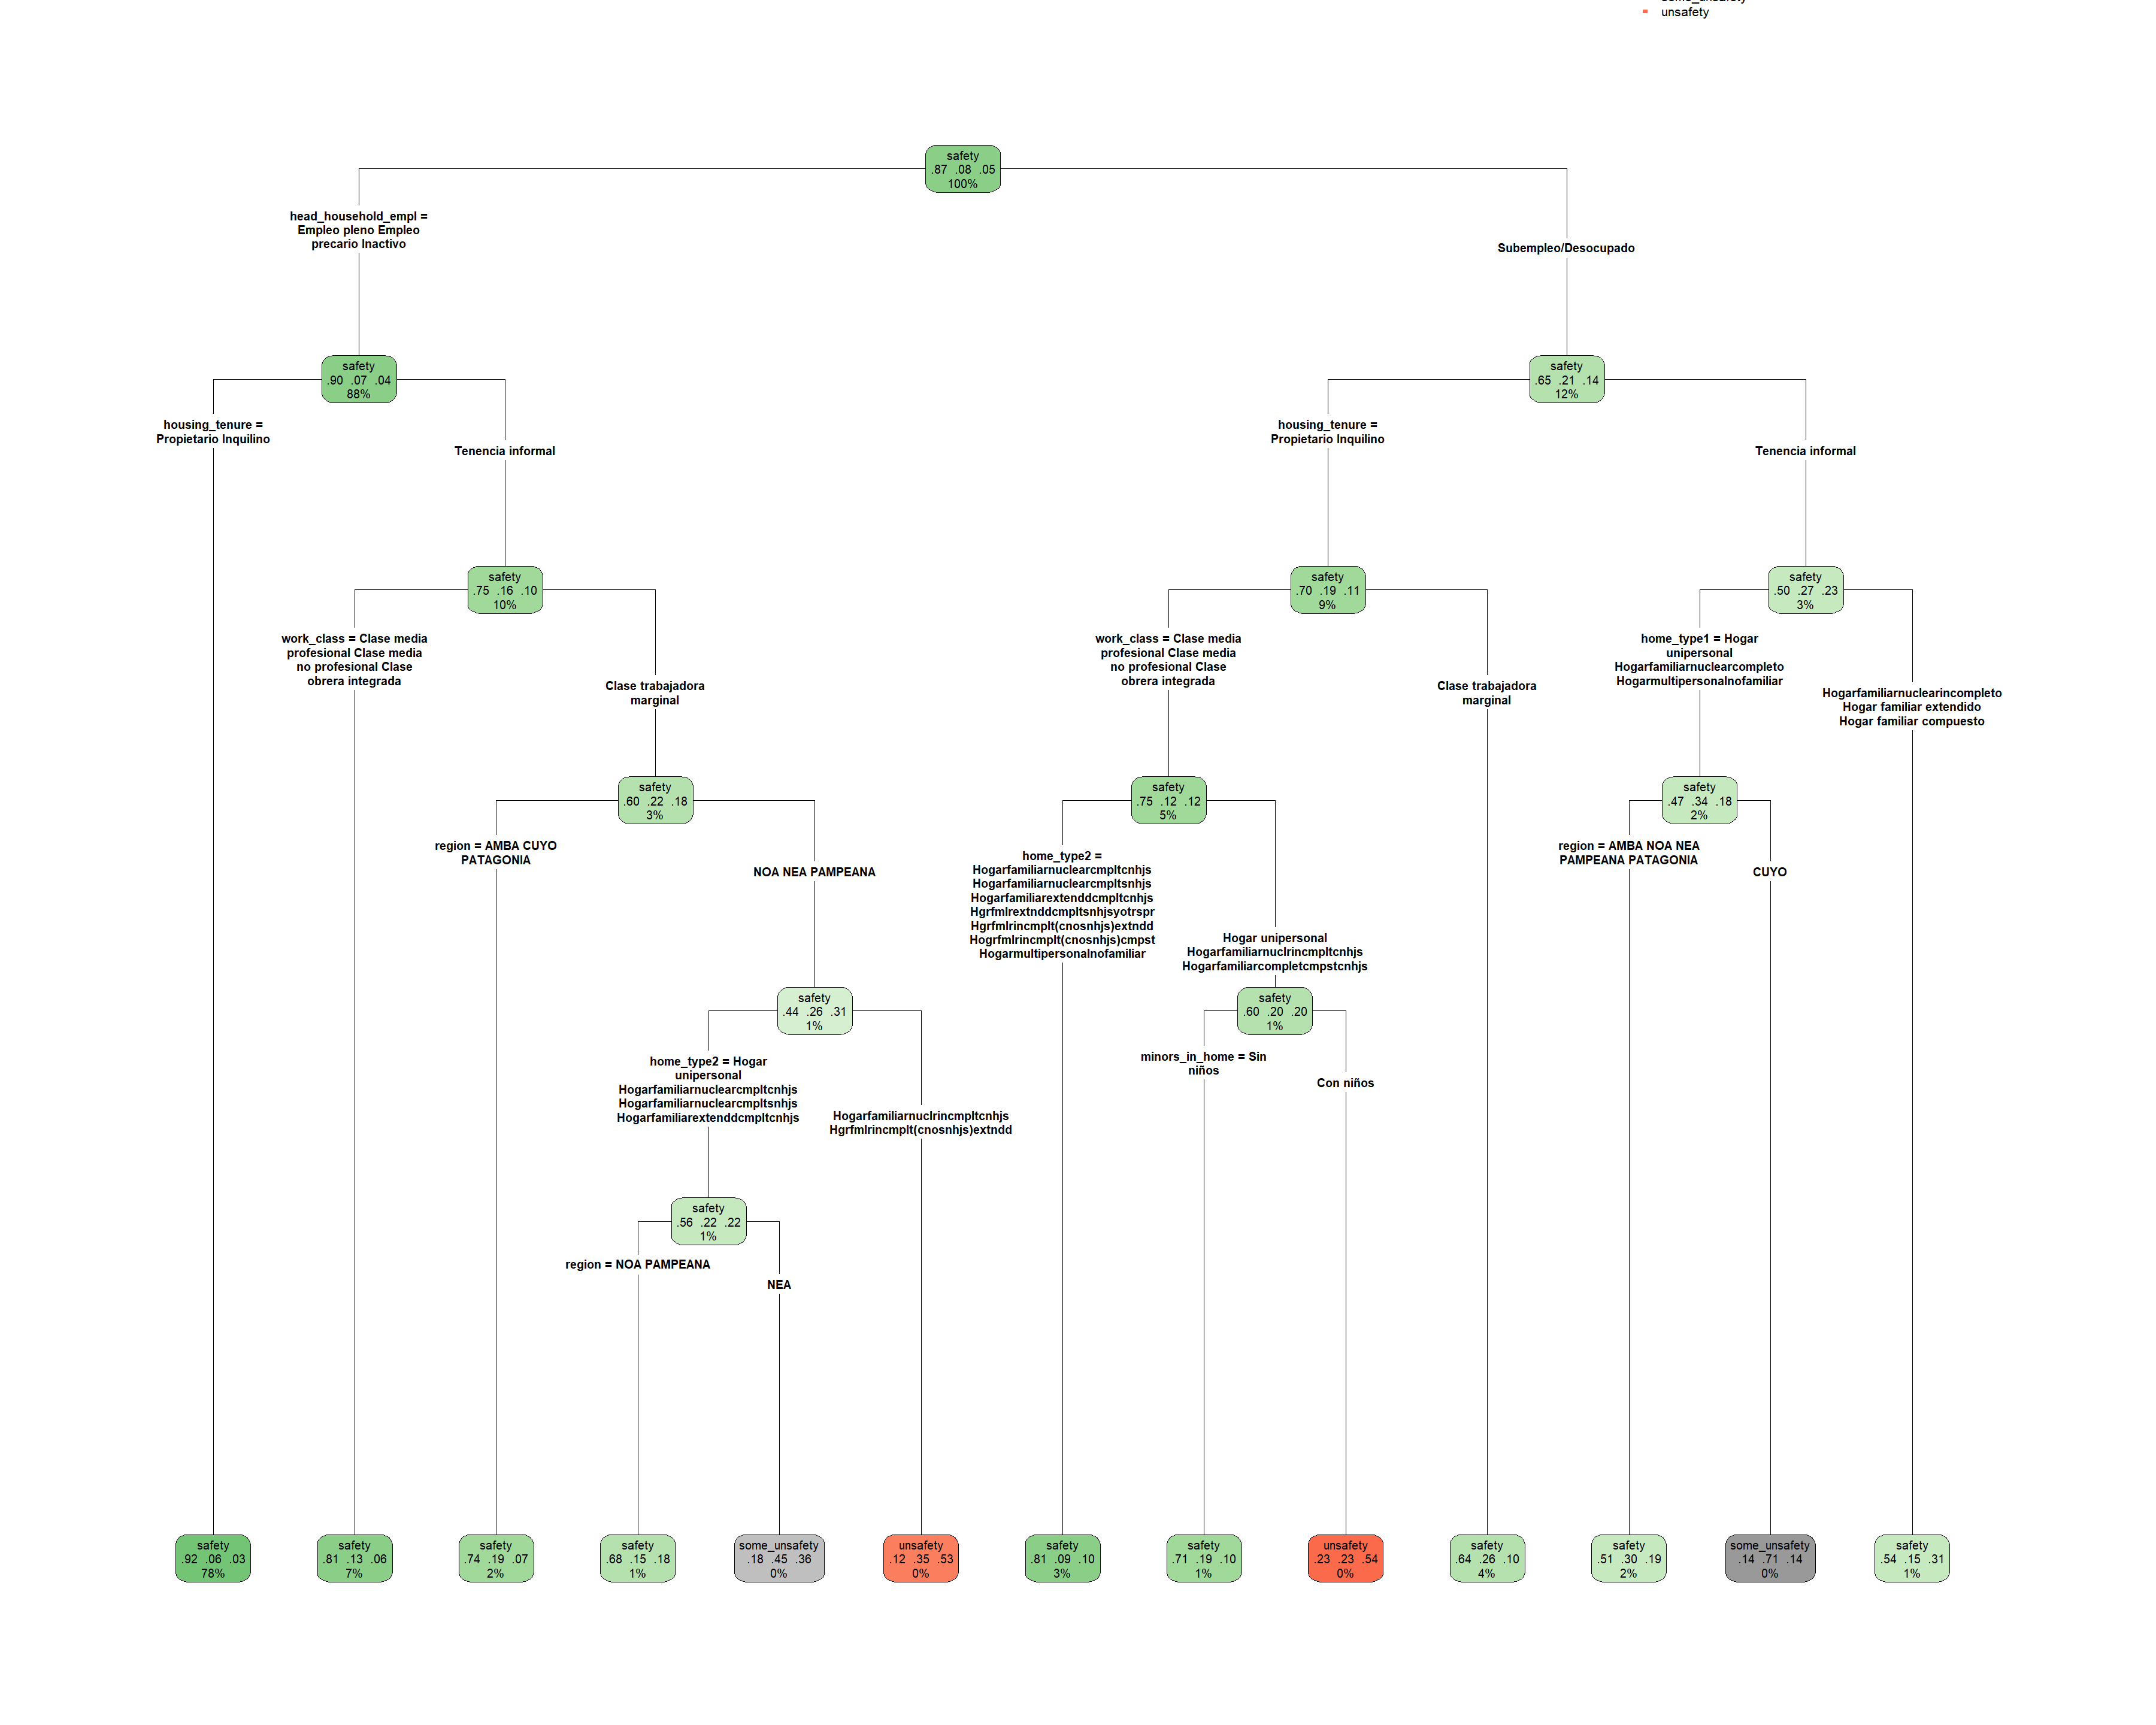 unsafety
safety
.87 .08 .05
100%
head_household_empl =
Empleo pleno Empleo
precario Inactivo
Subempleo/Desocupado
safety
.90 .07 .04
88%
safety
.65 .21 .14
12%
housing_tenure =
Propietario Inquilino
Tenencia informal
housing_tenure =
Propietario Inquilino
Tenencia informal
safety
.75 .16 .10
10%
safety
.70 .19 .11
9%
safety
.50 .27 .23
3%
work_class = Clase media
profesional Clase media
no profesional Clase
obrera integrada
Clase trabajadora
marginal
work_class = Clase media
profesional Clase media
no profesional Clase
obrera integrada
Clase trabajadora
marginal
home_type1 = Hogar
unipersonal
Hogarfamiliarnuclearcompleto
Hogarmultipersonalnofamiliar
Hogarfamiliarnuclearincompleto
Hogar familiar extendido
Hogar familiar compuesto
safety
.60 .22 .18
3%
safety
.75 .12 .12
5%
safety
.47 .34 .18
2%
region = AMBA CUYO
PATAGONIA
NOA NEA PAMPEANA
home_type2 =
Hogarfamiliarnuclearcmpltcnhjs
Hogarfamiliarnuclearcmpltsnhjs
Hogarfamiliarextenddcmpltcnhjs
Hgrfmlrextnddcmpltsnhjsyotrspr
Hgrfmlrincmplt(cnosnhjs)extndd
Hogrfmlrincmplt(cnosnhjs)cmpst
Hogarmultipersonalnofamiliar
Hogar unipersonal
Hogarfamiliarnuclrincmpltcnhjs
Hogarfamiliarcompletcmpstcnhjs
region = AMBA NOA NEA
PAMPEANA PATAGONIA
CUYO
safety
.44 .26 .31
1%
safety
.60 .20 .20
1%
home_type2 = Hogar
unipersonal
Hogarfamiliarnuclearcmpltcnhjs
Hogarfamiliarnuclearcmpltsnhjs
Hogarfamiliarextenddcmpltcnhjs
Hogarfamiliarnuclrincmpltcnhjs
Hgrfmlrincmplt(cnosnhjs)extndd
minors_in_home = Sin
niños
Con niños
safety
.56 .22 .22
1%
region = NOA PAMPEANA
NEA
safety
.92 .06 .03
78%
safety
.81 .13 .06
7%
safety
.74 .19 .07
2%
safety
.68 .15 .18
1%
some_unsafety
.18 .45 .36
0%
unsafety
.12 .35 .53
0%
safety
.81 .09 .10
3%
safety
.71 .19 .10
1%
unsafety
.23 .23 .54
0%
safety
.64 .26 .10
4%
safety
.51 .30 .19
2%
some_unsafety
.14 .71 .14
0%
safety
.54 .15 .31
1%